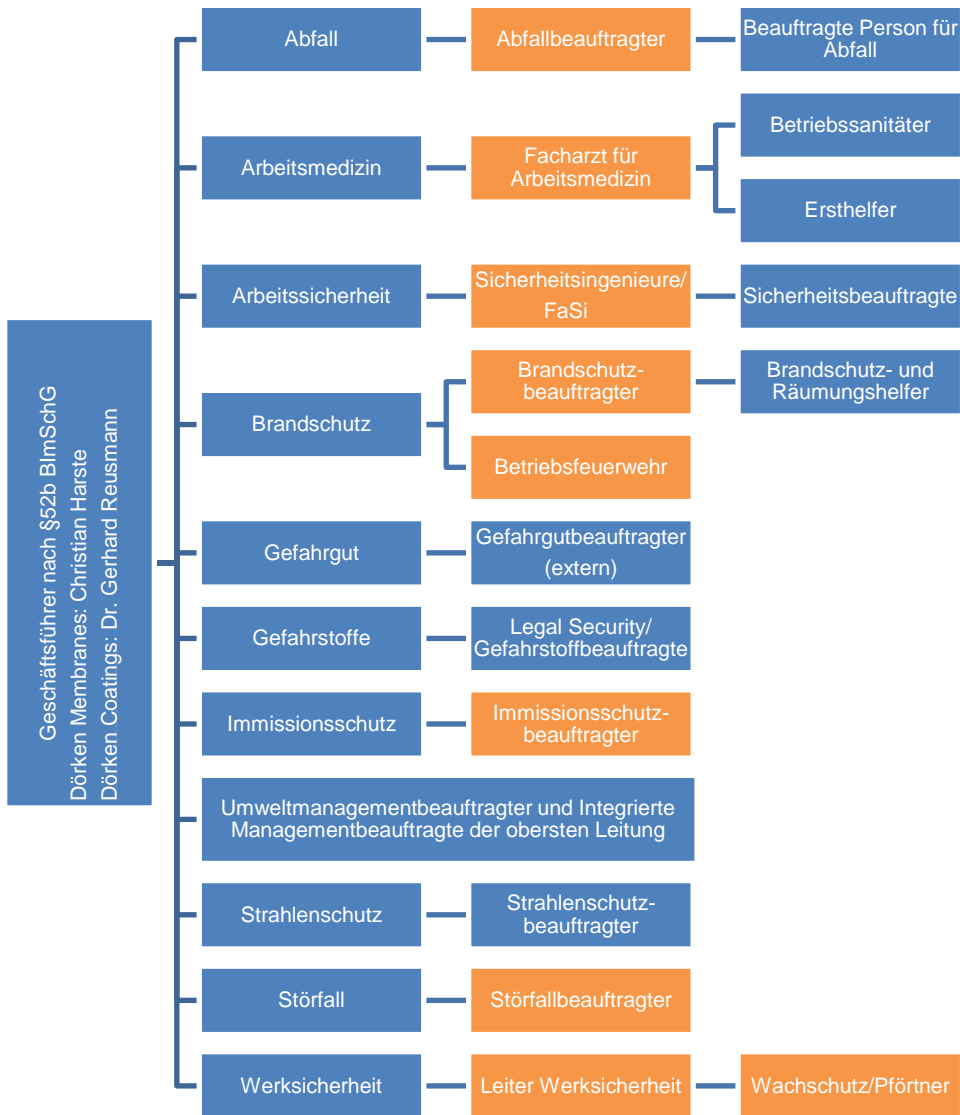 Geschäftsführer nach §52b BImSchG
Dörken Membranes: Christian Harste
Dörken Coatings: Dr. Gerhard Reusmann
Abfall
Abfallbeauftragter
Beauftragte Person für
Abfall
Arbeitsmedizin
Facharzt für
Arbeitsmedizin
Betriebssanitäter
Ersthelfer
Arbeitssicherheit
Sicherheitsingenieure/
FaSi
Sicherheitsbeauftragte
Brandschutz
Brandschutz-
beauftragter
Brandschutz- und
Räumungshelfer
Betriebsfeuerwehr
Gefahrgut
Gefahrgutbeauftragter
(extern)
Gefahrstoffe
Legal Security/
Gefahrstoffbeauftragte
Immissionsschutz
Immissionsschutz-
beauftragter
Umweltmanagementbeauftragter und Integrierte
Managementbeauftragte der obersten Leitung
Strahlenschutz
Strahlenschutz-
beauftragter
Störfall
Störfallbeauftragter
Werksicherheit
Leiter Werksicherheit
Wachschutz/Pförtner